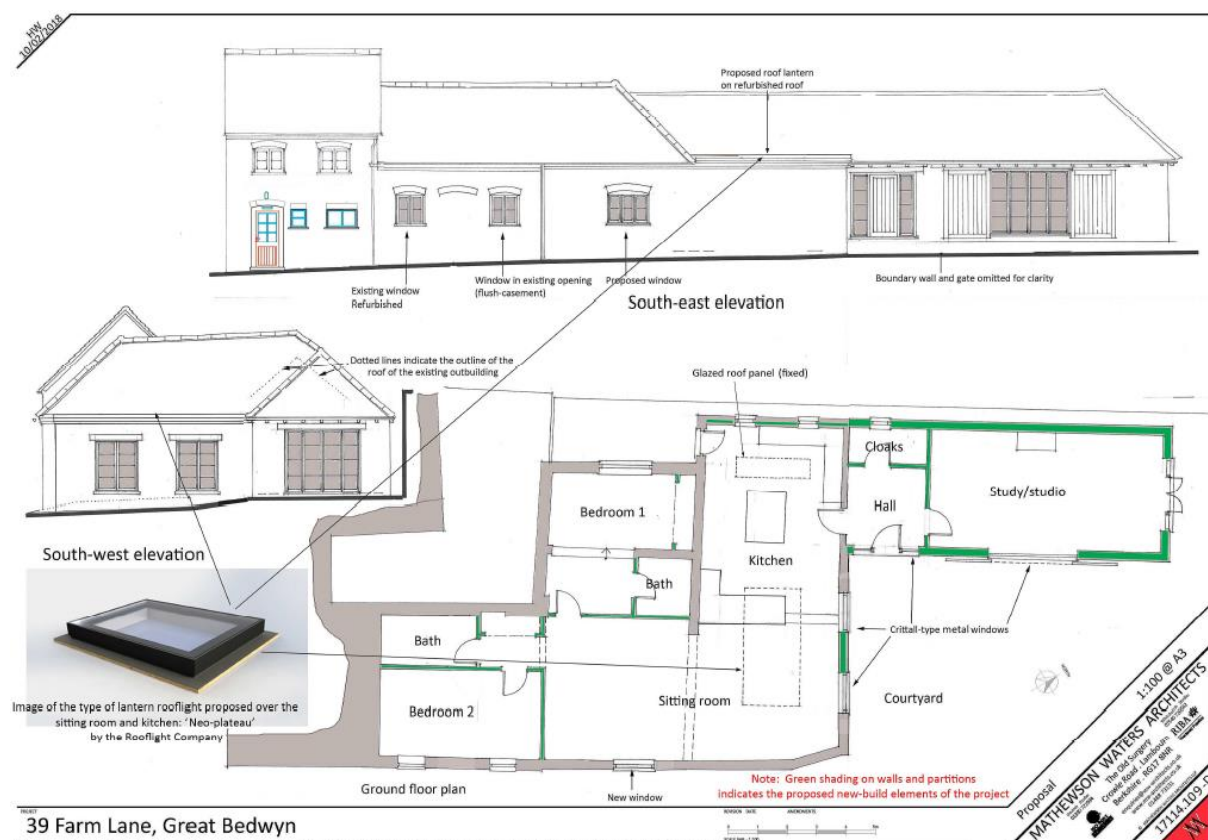 HW
10/02/2018
Proposed roof lantern
on refurbished roof
Existing window
Refurbished
Window in existing opening
(flush-casement)
Proposed window
Boundary wall and gate omitted for clarity
South-east elevation
Dotted lines indicate the outline of the
roof of the existing outbuilding
South-west elevation
Glazed roof panel (fixed)
Cloaks
Study/studio
Hall
Bedroom 1
Kitchen
Bath
Bath
Crittall-type metal windows
Sitting room
Courtyard
Bedroom 2
Image of the type of lantern rooflight proposed over the
sitting room and kitchen: 'Neo-plateau'
by the Rooflight Company
Ground floor plan
New window
Note: Green shading on walls and partitions
indicates the proposed new-build elements of the project
PROJECT
39 Farm Lane, Great Bedwyn
REVISION DATE AMENDMENTS
1:100 @ A3
Proposal
MATHEWSON WATERS ARCHITECTS
The Old Surgery
Crowle Road, Lambourn
Berkshire, RG17 8NR
RIBA